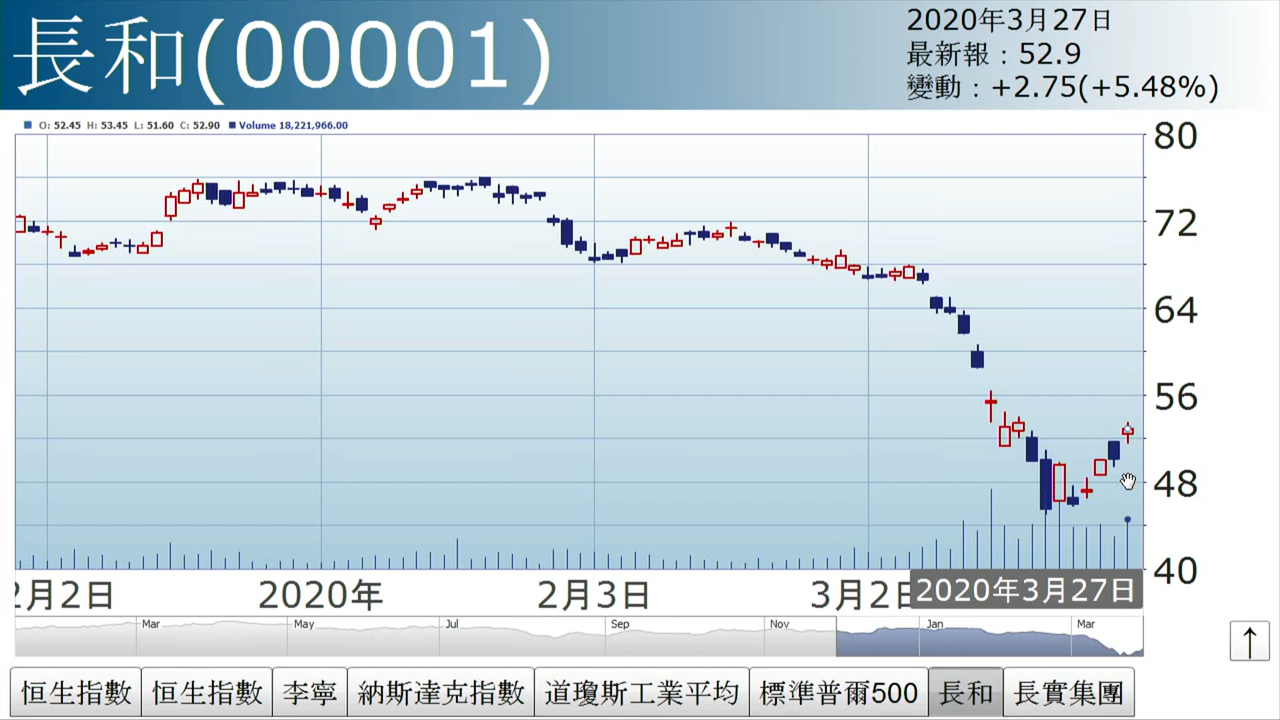 長和(00001)
2020年3月27日
最新報：52.9
變動：+2.75(+5.48%)
O: 52.45 H: 53.45 L: 51.60 C: 52.90 Volume 18,221,966.00
80
72
64
56
48
40
2月2日 2020年 2月3日 3月2日 2020年3月27日
Mar May Jul Sep Nov Jan Mar
↑
恒生指數 恒生指數 李寧 納斯達克指數 道瓊斯工業平均 標準普爾500 長和 長實集團